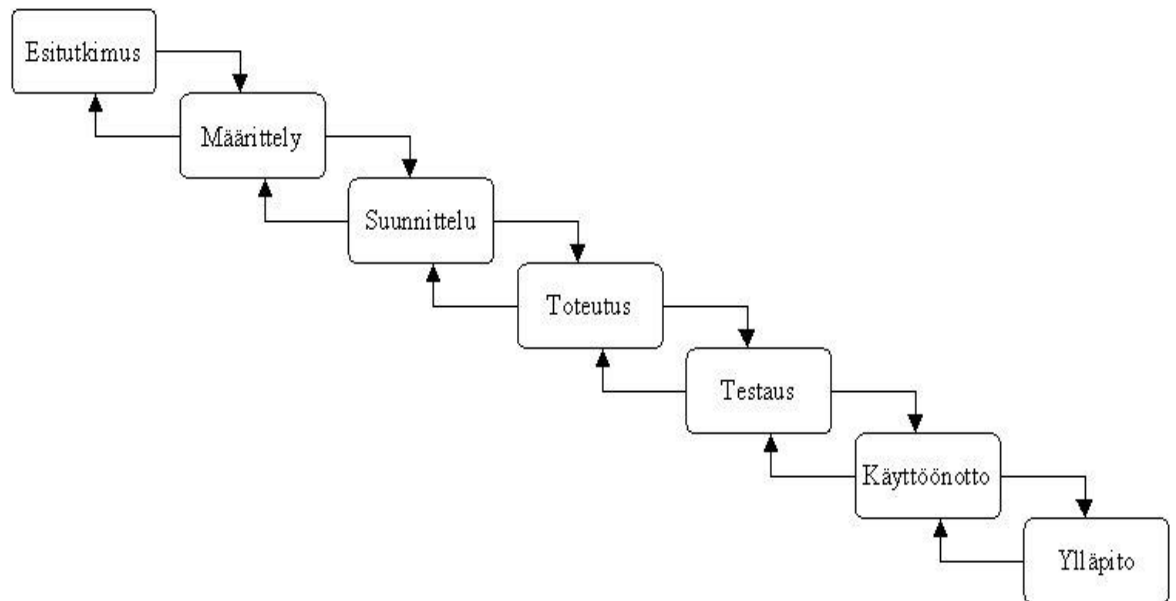 Esitutkimus
Määrittely
Suunnittelu
Toteutus
Testaus
Käyttöönotto
Ylläpito